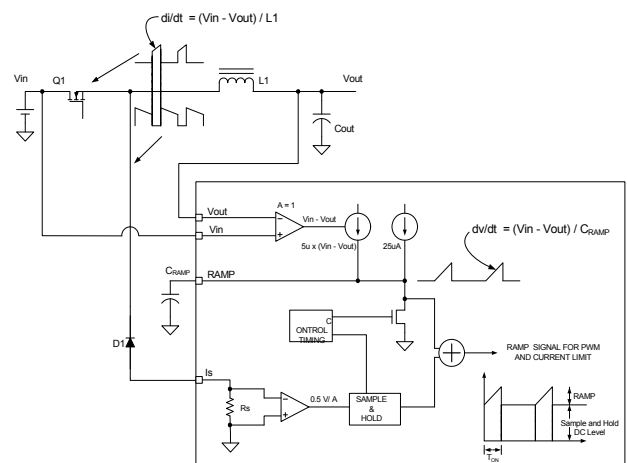 di/dt = (Vin - Vout) / L1
Vin
Q1
L1
Vout
Cout
A = 1
Vout
Vin
Vin - Vout
5u x (Vin - Vout)
25uA
dv/dt = (Vin - Vout) / CRAMP
RAMP
CRAMP
C
ONTROL
TIMING
D1
RAMP SIGNAL FOR PWM
AND CURRENT LIMIT
Is
Rs
0.5 V/ A
SAMPLE
&
HOLD
RAMP
Sample and Hold
DC Level
TON